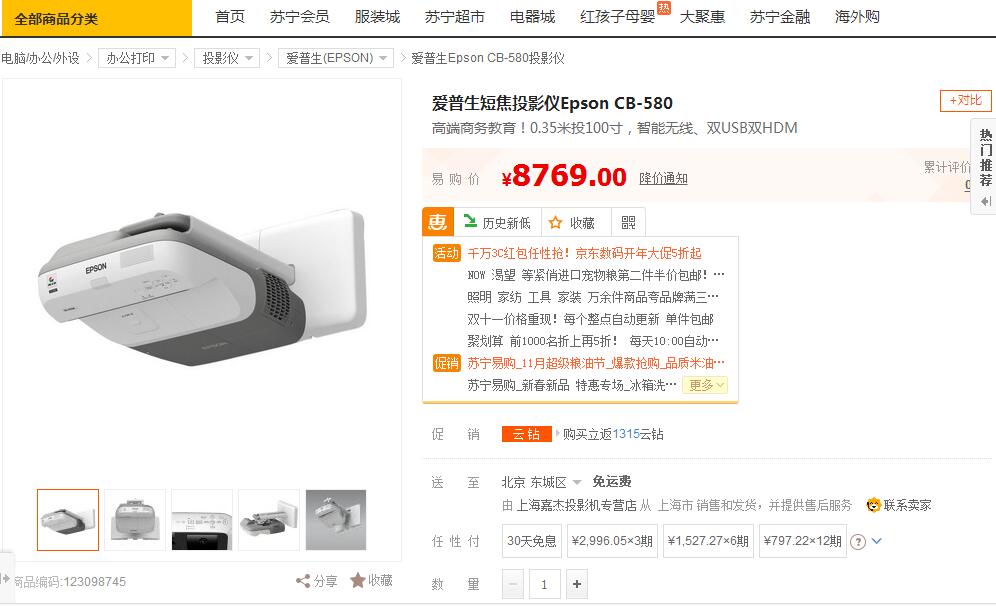 全部商品分类
首页 苏宁会员 服装城 苏宁超市 电器城 红孩子母婴 热 大聚惠 苏宁金融 海外购
电脑/办公/外设 办公打印 投影仪 爱普生(EPSON) 爱普生Epson CB-580投影仪
爱普生短焦投影仪Epson CB-580
+对比
高端商务教育！0.35米投100寸，智能无线、双USB双HDM
热门推荐
易购价 ¥8769.00 降价通知
累计评价
惠 历史新低 收藏
活动 千万3C红包任性抢！京东数码开年大促5折起
NOW 渴望 等紧俏进口宠物粮第二件半价包邮！…
照明 家纺 工具 家装 万余件商品夸品牌满三…
双十一价格重现！每个整点自动更新 单件包邮
聚划算 前1000名折上再5折！ 每天10:00自动…
促销 苏宁易购_11月超级粮油节_爆款抢购_品质米油…
苏宁易购_新春新品 特惠专场_冰箱洗… 更多
EPSON
促销 云钻 购买立返1315云钻
送至 北京 东城区 免运费
由 上海嘉杰投影机专营店 从 上海市 销售和发货，并提供售后服务 联系卖家
任性付 30天免息 ¥2,996.05×3期 ¥1,527.27×6期 ¥797.22×12期 ?
商品编码:123098745 分享 收藏
数量 − 1 +